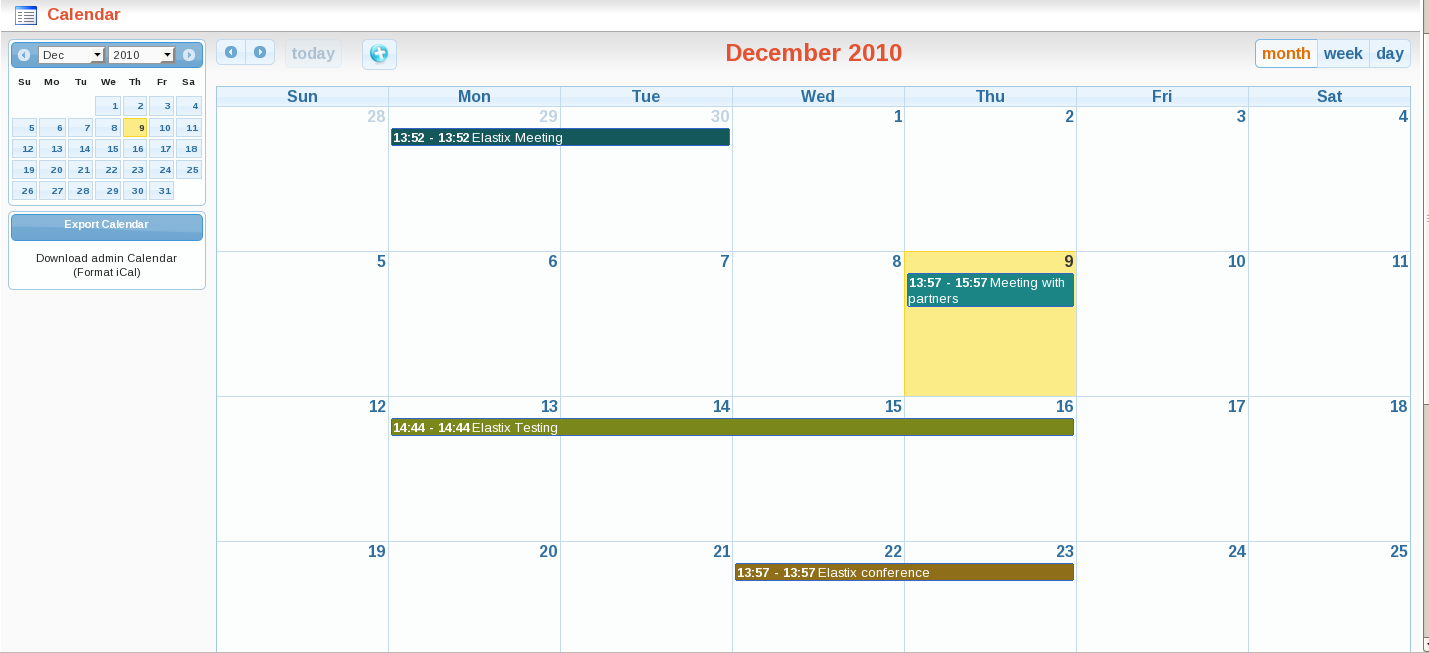 Calendar
Dec 2010
Su Mo Tu We Th Fr Sa
1 2 3 4
5 6 7 8 9 10 11
12 13 14 15 16 17 18
19 20 21 22 23 24 25
26 27 28 29 30 31
Export Calendar
Download admin Calendar
(Format iCal)
today
December 2010
month week day
Sun Mon Tue Wed Thu Fri Sat
28 29 30 1 2 3 4
13:52 - 13:52 Elastix Meeting
5 6 7 8 9 10 11
13:57 - 15:57 Meeting with
partners
12 13 14 15 16 17 18
14:44 - 14:44 Elastix Testing
19 20 21 22 23 24 25
13:57 - 13:57 Elastix conference